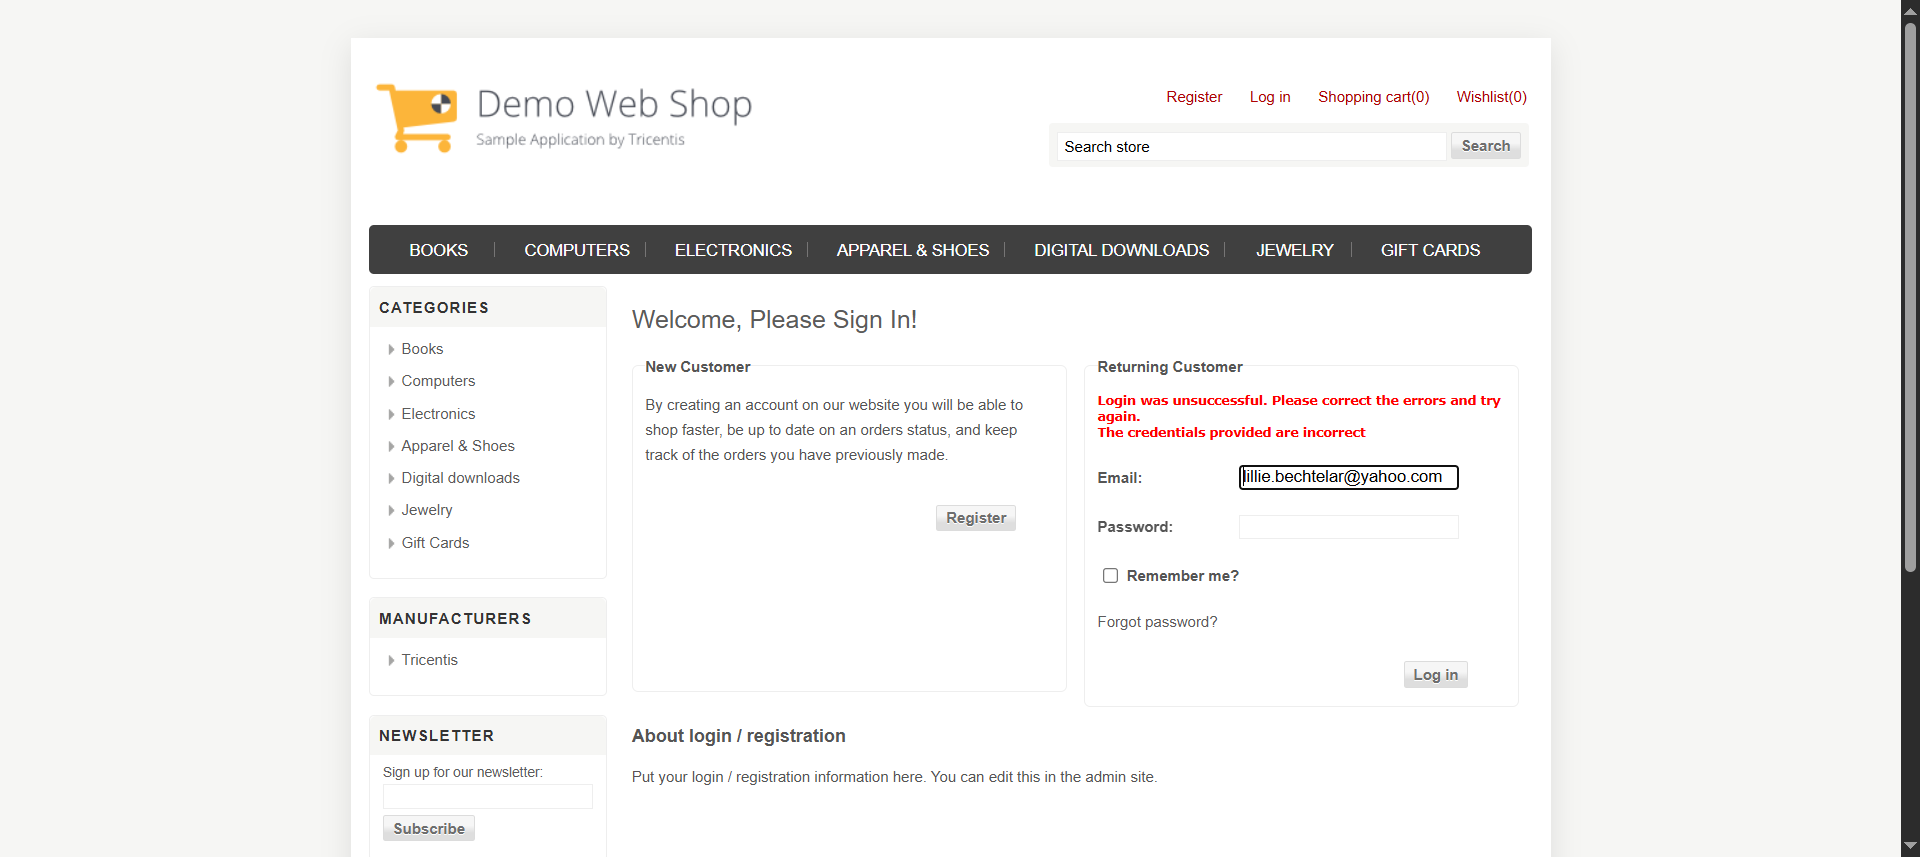 Demo Web Shop
Sample Application by Tricentis
Register Log in Shopping cart(0) Wishlist(0)
Search store Search
BOOKS COMPUTERS ELECTRONICS APPAREL & SHOES DIGITAL DOWNLOADS JEWELRY GIFT CARDS
CATEGORIES
Books
Computers
Electronics
Apparel & Shoes
Digital downloads
Jewelry
Gift Cards
MANUFACTURERS
Tricentis
NEWSLETTER
Sign up for our newsletter:
Subscribe
Welcome, Please Sign In!
New Customer
By creating an account on our website you will be able to
shop faster, be up to date on an orders status, and keep
track of the orders you have previously made.
Register
Returning Customer
Login was unsuccessful. Please correct the errors and try
again.
The credentials provided are incorrect
Email: lillie.bechtelar@yahoo.com
Password:
Remember me?
Forgot password?
Log in
About login / registration
Put your login / registration information here. You can edit this in the admin site.